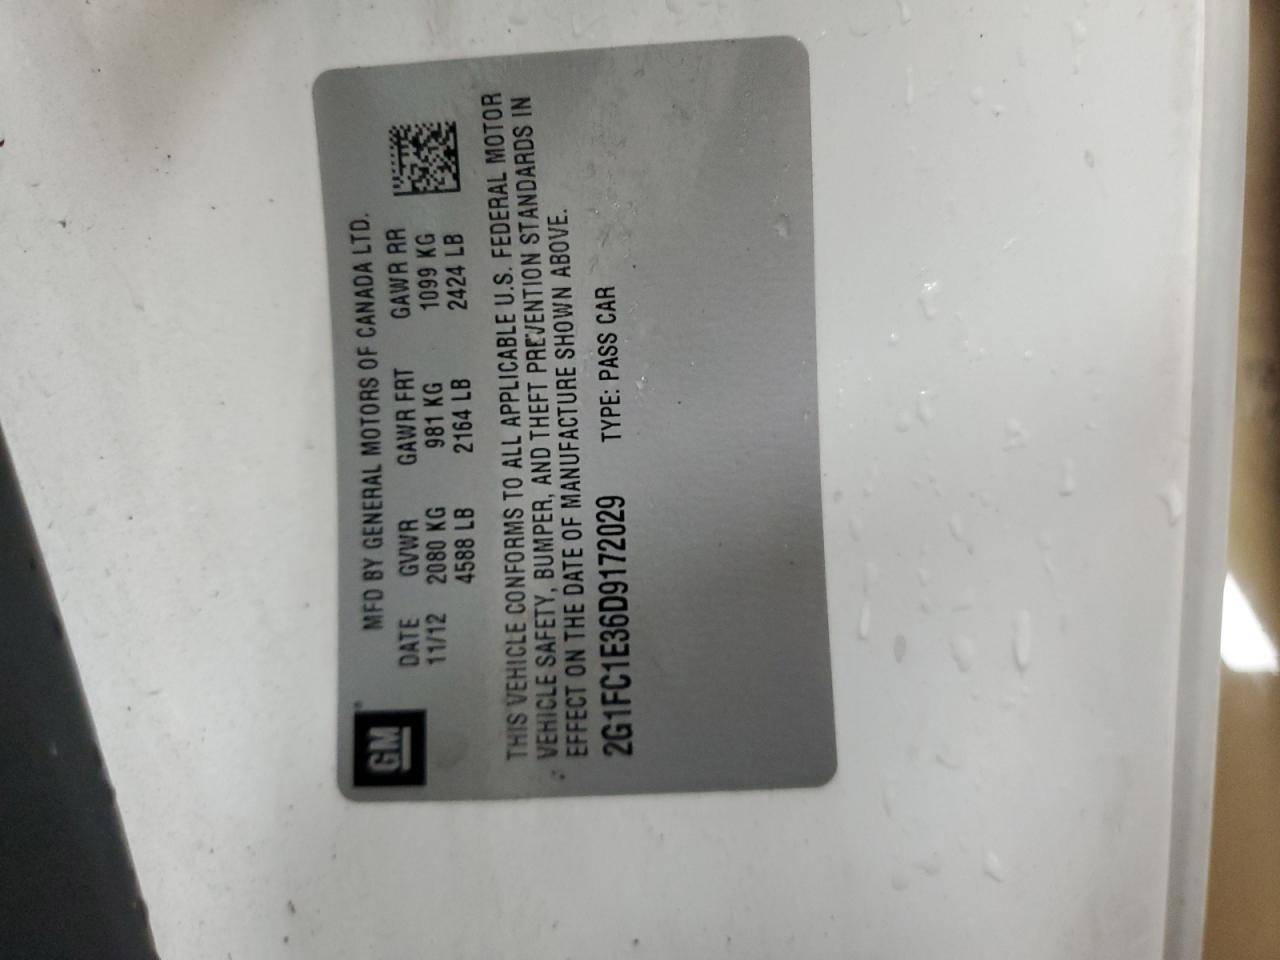 GM
MFD BY GENERAL MOTORS OF CANADA LTD.
DATE GVWR GAWR FRT GAWR RR
11/12 2080 KG 981 KG 1099 KG
4588 LB 2164 LB 2424 LB
THIS VEHICLE CONFORMS TO ALL APPLICABLE U.S. FEDERAL MOTOR
VEHICLE SAFETY, BUMPER, AND THEFT PREVENTION STANDARDS IN
EFFECT ON THE DATE OF MANUFACTURE SHOWN ABOVE.
2G1FC1E36D9172029 TYPE: PASS CAR